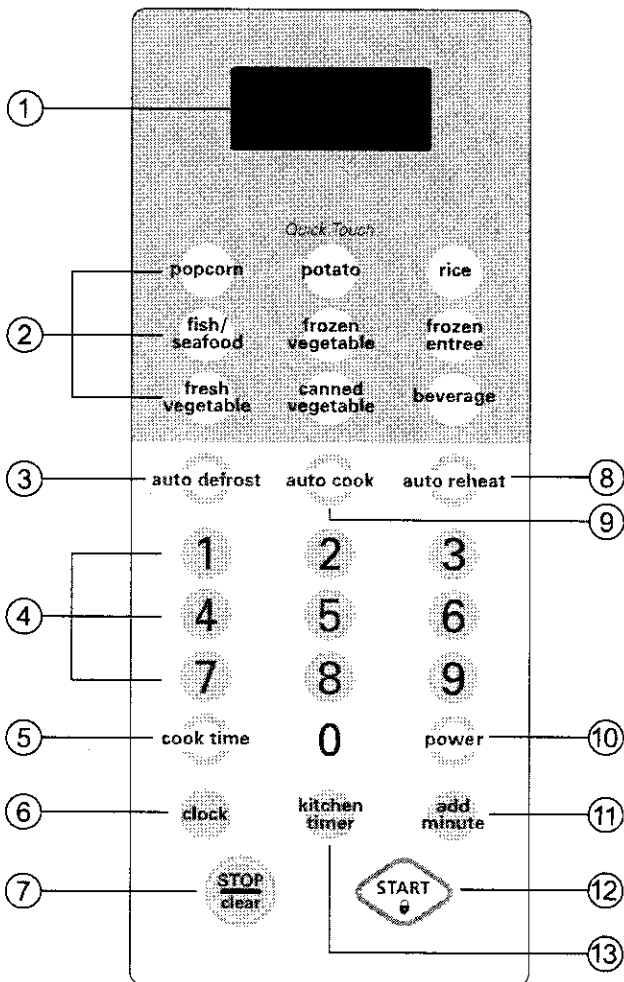 1
Quick Touch
popcorn potato rice
2
fish/ frozen frozen
seafood vegetable entree
fresh canned beverage
vegetable vegetable
3 auto defrost auto cook auto reheat 8
9
1 2 3
4 4 5 6
7 8 9
5 cook time 0 power 10
6 clock kitchen add 11
timer minute
7 STOP START 12
clear
13